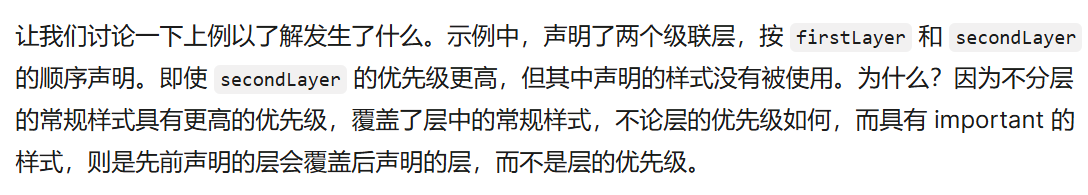 让我们讨论一下上例以了解发生了什么。示例中，声明了两个级联层，按 firstLayer 和 secondLayer
的顺序声明。即使 secondLayer 的优先级更高，但其中声明的样式没有被使用。为什么？因为不分层
的常规样式具有更高的优先级，覆盖了层中的常规样式，不论层的优先级如何，而具有 important 的
样式，则是先前声明的层会覆盖后声明的层，而不是层的优先级。